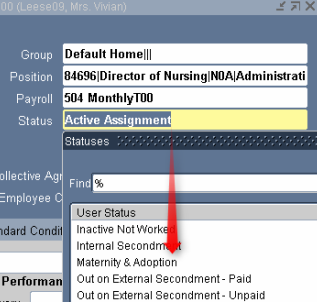 00 (Leese09, Mrs. Vivian)
Group Default Home|||
Position 84696|Director of Nursing|N0A|Administrati
Payroll 504 MonthlyT00
Status Active Assignment
Statuses
ollective Agr
Find %
Employee C
User Status
ndard Condit
Inactive Not Worked
Internal Secondment
Maternity & Adoption
Performan
Out on External Secondment - Paid
Out on External Secondment - Unpaid